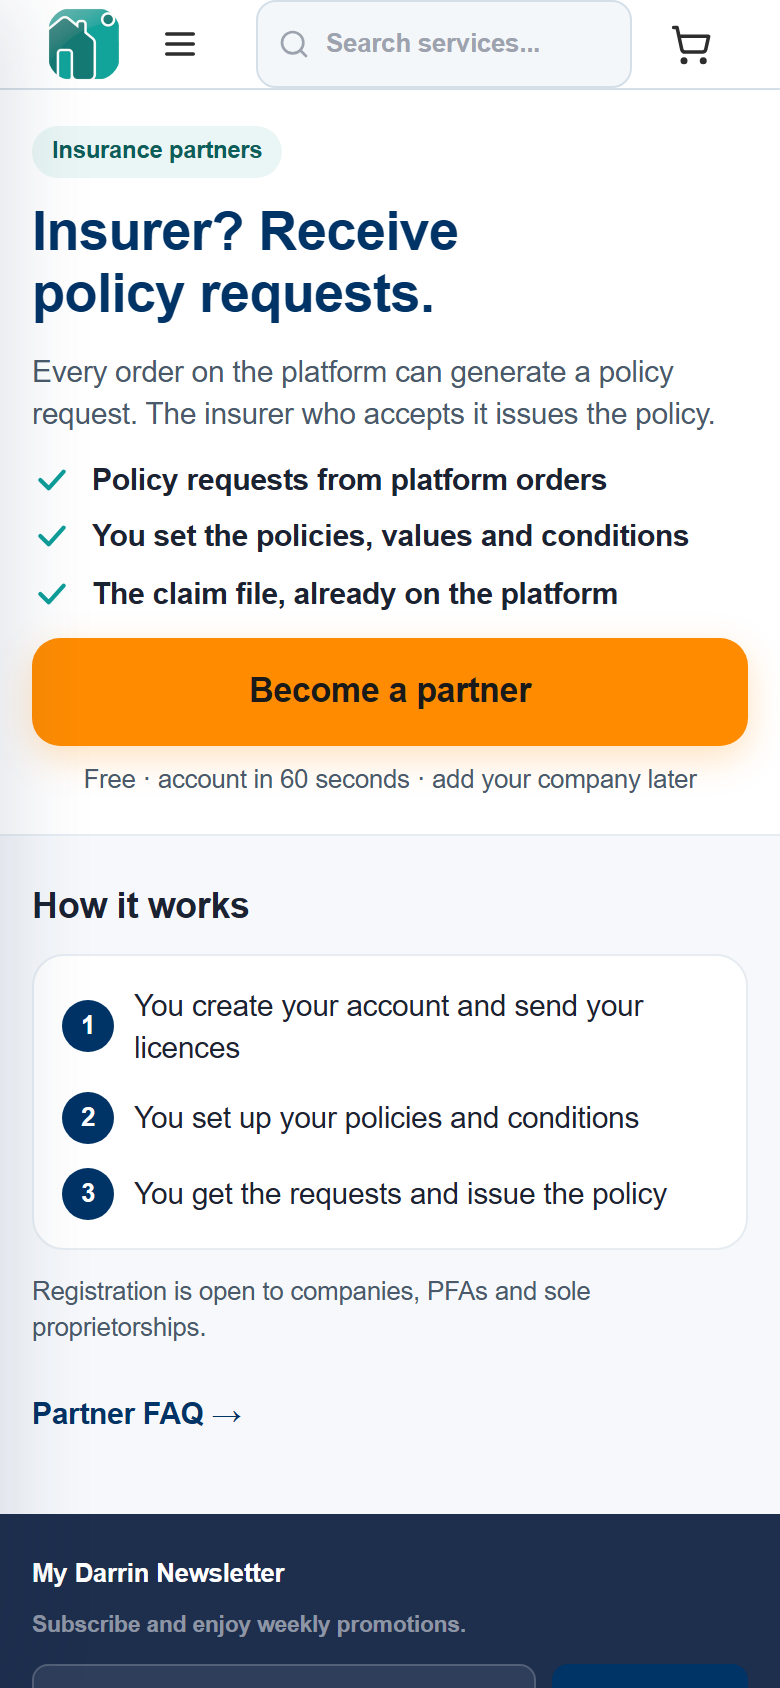 Search services...
Insurance partners
Insurer? Receive
policy requests.
Every order on the platform can generate a policy
request. The insurer who accepts it issues the policy.
Policy requests from platform orders
You set the policies, values and conditions
The claim file, already on the platform
Become a partner
Free · account in 60 seconds · add your company later
How it works
1 You create your account and send your
licences
2 You set up your policies and conditions
3 You get the requests and issue the policy
Registration is open to companies, PFAs and sole
proprietorships.
Partner FAQ →
My Darrin Newsletter
Subscribe and enjoy weekly promotions.